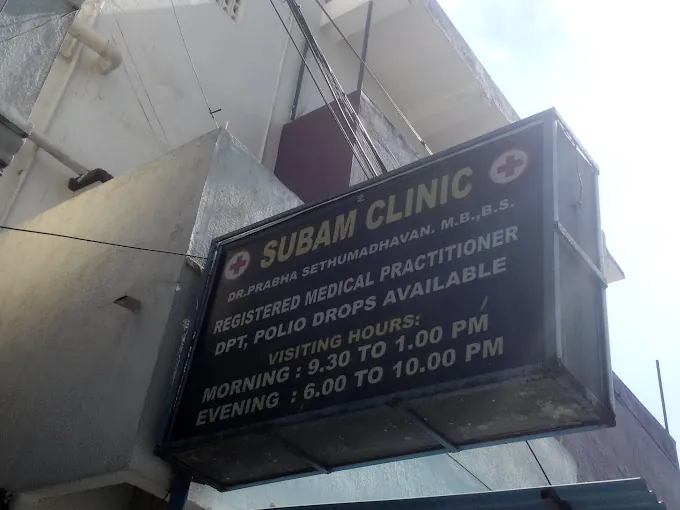 SUBAM CLINIC
DR.PRABHA SETHUMADHAVAN. M.B.,B.S.
REGISTERED MEDICAL PRACTITIONER
DPT, POLIO DROPS AVAILABLE
VISITING HOURS:
MORNING : 9.30 TO 1.00 PM
EVENING : 6.00 TO 10.00 PM